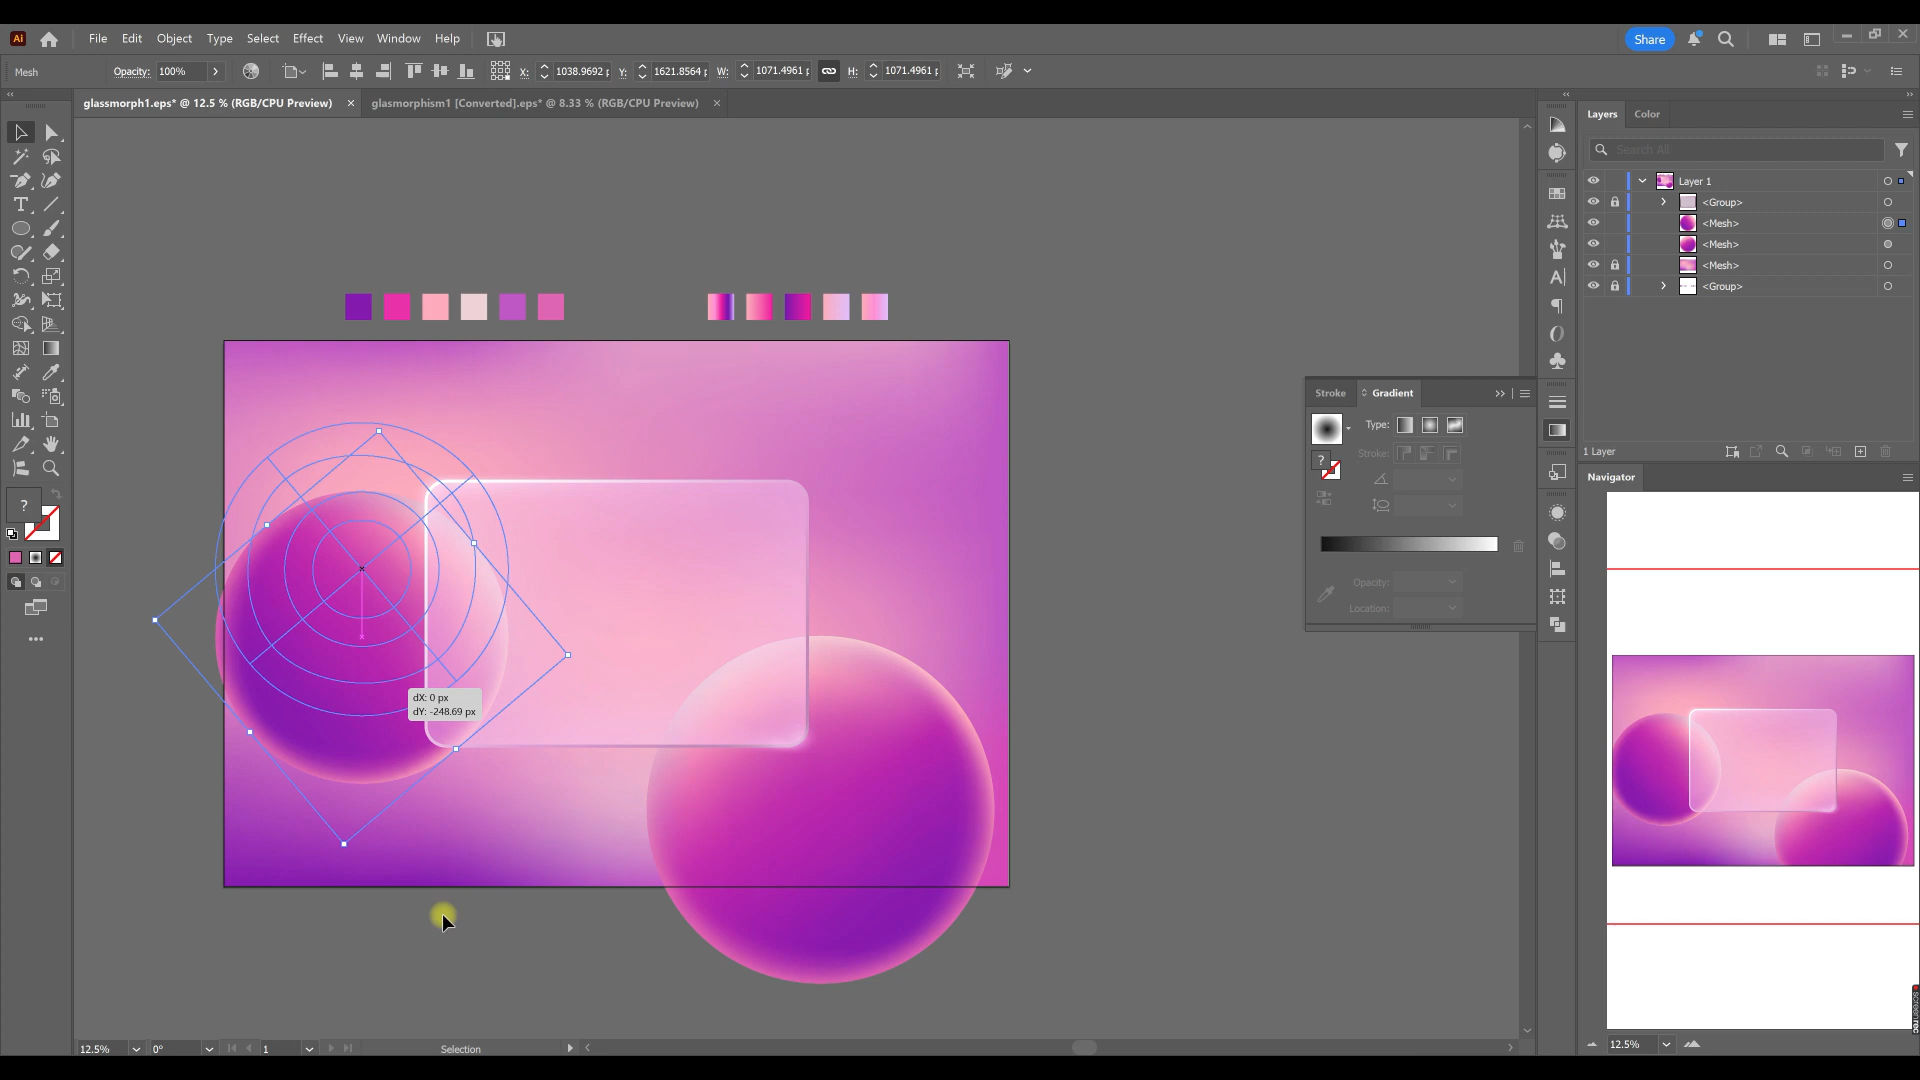 Ai
File Edit Object Type Select Effect View Window Help
Share
Mesh
Opacity: 100%
X: 1038.9692 p
Y: 1621.8564 p
W: 1071.4961 p
H: 1071.4961 p
glassmorph1.eps* @ 12.5 % (RGB/CPU Preview)
glasmorphism1 [Converted].eps* @ 8.33 % (RGB/CPU Preview)
Layers Color
Search All
Layer 1
<Group>
<Mesh>
<Mesh>
<Mesh>
<Group>
1 Layer
Stroke Gradient
Type:
Stroke:
Opacity:
Location:
?
?
dX: 0 px
dY: -248.69 px
Navigator
12.5%
12.5%
0°
1
Selection